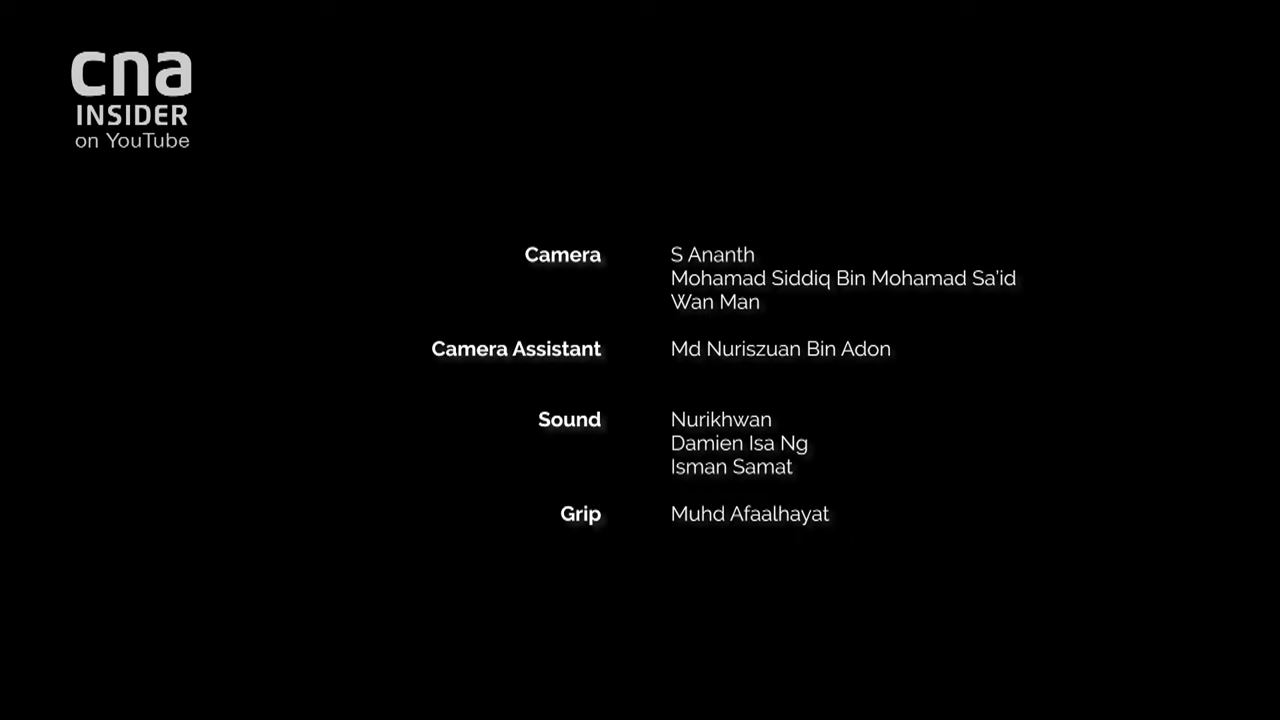 cna
INSIDER
on YouTube
Camera S Ananth
Mohamad Siddiq Bin Mohamad Sa'id
Wan Man
Camera Assistant Md Nuriszuan Bin Adon
Sound Nurikhwan
Damien Isa Ng
Isman Samat
Grip Muhd Afaalhayat